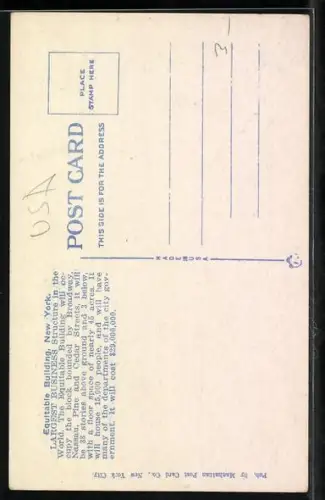 Equitable Building, New York.
LARGEST BUSINESS Structure in the
World. The Equitable Building will oc-
cupy the block bounded by Broadway,
Nassau, Pine and Cedar Streets. It will
be 38 stories above ground and 3 below,
with a floor space of nearly 45 acres. It
will house 15,000 people, and will have
many of the departments of the city gov-
ernment. It will cost $29,000,000.
USA
POST CARD
THIS SIDE IS FOR THE ADDRESS
PLACE
STAMP HERE
MADE IN USA
3
Pub. by Manhattan Post Card Co., New York City